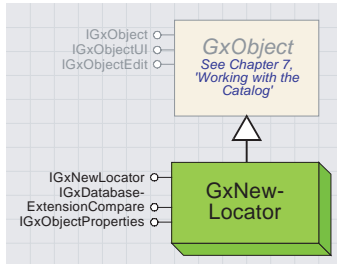 IGxObject
IGxObjectUI
IGxObjectEdit
GxObject
See Chapter 7,
'Working with the
Catalog'
IGxNewLocator
IGxDatabase-
ExtensionCompare
IGxObjectProperties
GxNew-
Locator